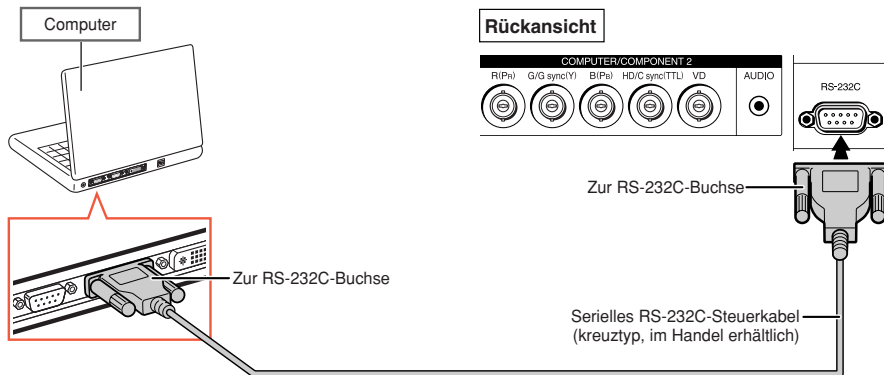 Computer
Rückansicht
COMPUTER/COMPONENT 2
R(PR) G/G sync(Y) B(PB) HD/C sync(TTL) VD
AUDIO
RS-232C
Zur RS-232C-Buchse
Zur RS-232C-Buchse
Serielles RS-232C-Steuerkabel
(kreuztyp, im Handel erhältlich)